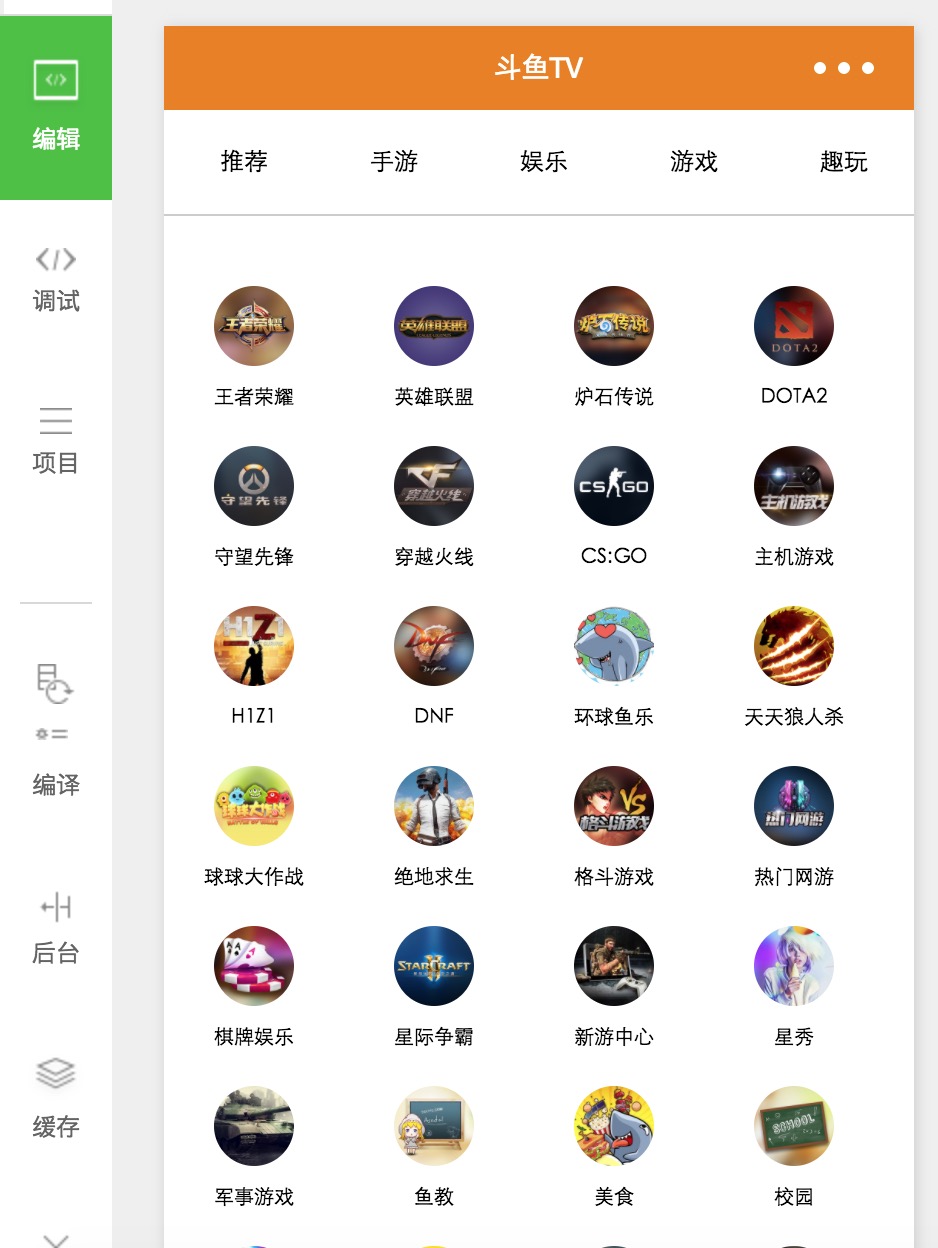 编辑
调试
项目
编译
后台
缓存
斗鱼TV
推荐 手游 娱乐 游戏 趣玩
王者荣耀 英雄联盟 炉石传说 DOTA2
王者荣耀 英雄联盟 炉石传说 DOTA2
守望先锋 CF 穿越火线 CS GO 主机游戏
守望先锋 穿越火线 CS:GO 主机游戏
H1Z1 DNF
H1Z1 DNF 环球鱼乐 天天狼人杀
球球大作战 VS 格斗游戏 热门网游
球球大作战 绝地求生 格斗游戏 热门网游
A A A STARCRAFT
棋牌娱乐 星际争霸 新游中心 星秀
SCHOOL
军事游戏 鱼教 美食 校园